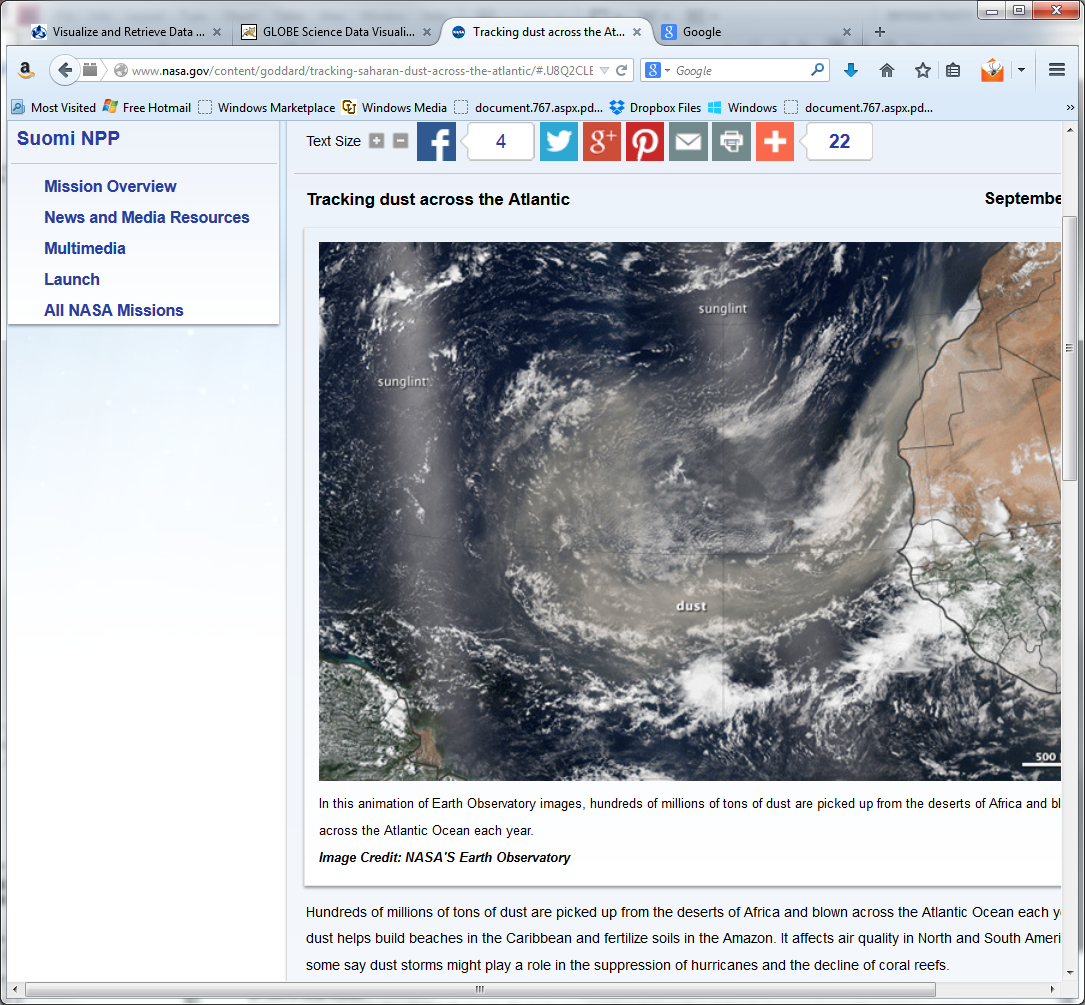 Visualize and Retrieve Data ...
GLOBE Science Data Visuali...
Tracking dust across the At...
Google
www.nasa.gov/content/goddard/tracking-saharan-dust-across-the-atlantic/#.U8Q2CLE
Google
Most Visited
Free Hotmail
Windows Marketplace
Windows Media
document.767.aspx.pd...
Dropbox Files
Windows
document.767.aspx.pd...
Suomi NPP
Mission Overview
News and Media Resources
Multimedia
Launch
All NASA Missions
Text Size
4
22
Tracking dust across the Atlantic
Septembe
sunglint
sunglint
dust
500
In this animation of Earth Observatory images, hundreds of millions of tons of dust are picked up from the deserts of Africa and bl
across the Atlantic Ocean each year.
Image Credit: NASA'S Earth Observatory
Hundreds of millions of tons of dust are picked up from the deserts of Africa and blown across the Atlantic Ocean each y
dust helps build beaches in the Caribbean and fertilize soils in the Amazon. It affects air quality in North and South Ameri
some say dust storms might play a role in the suppression of hurricanes and the decline of coral reefs.